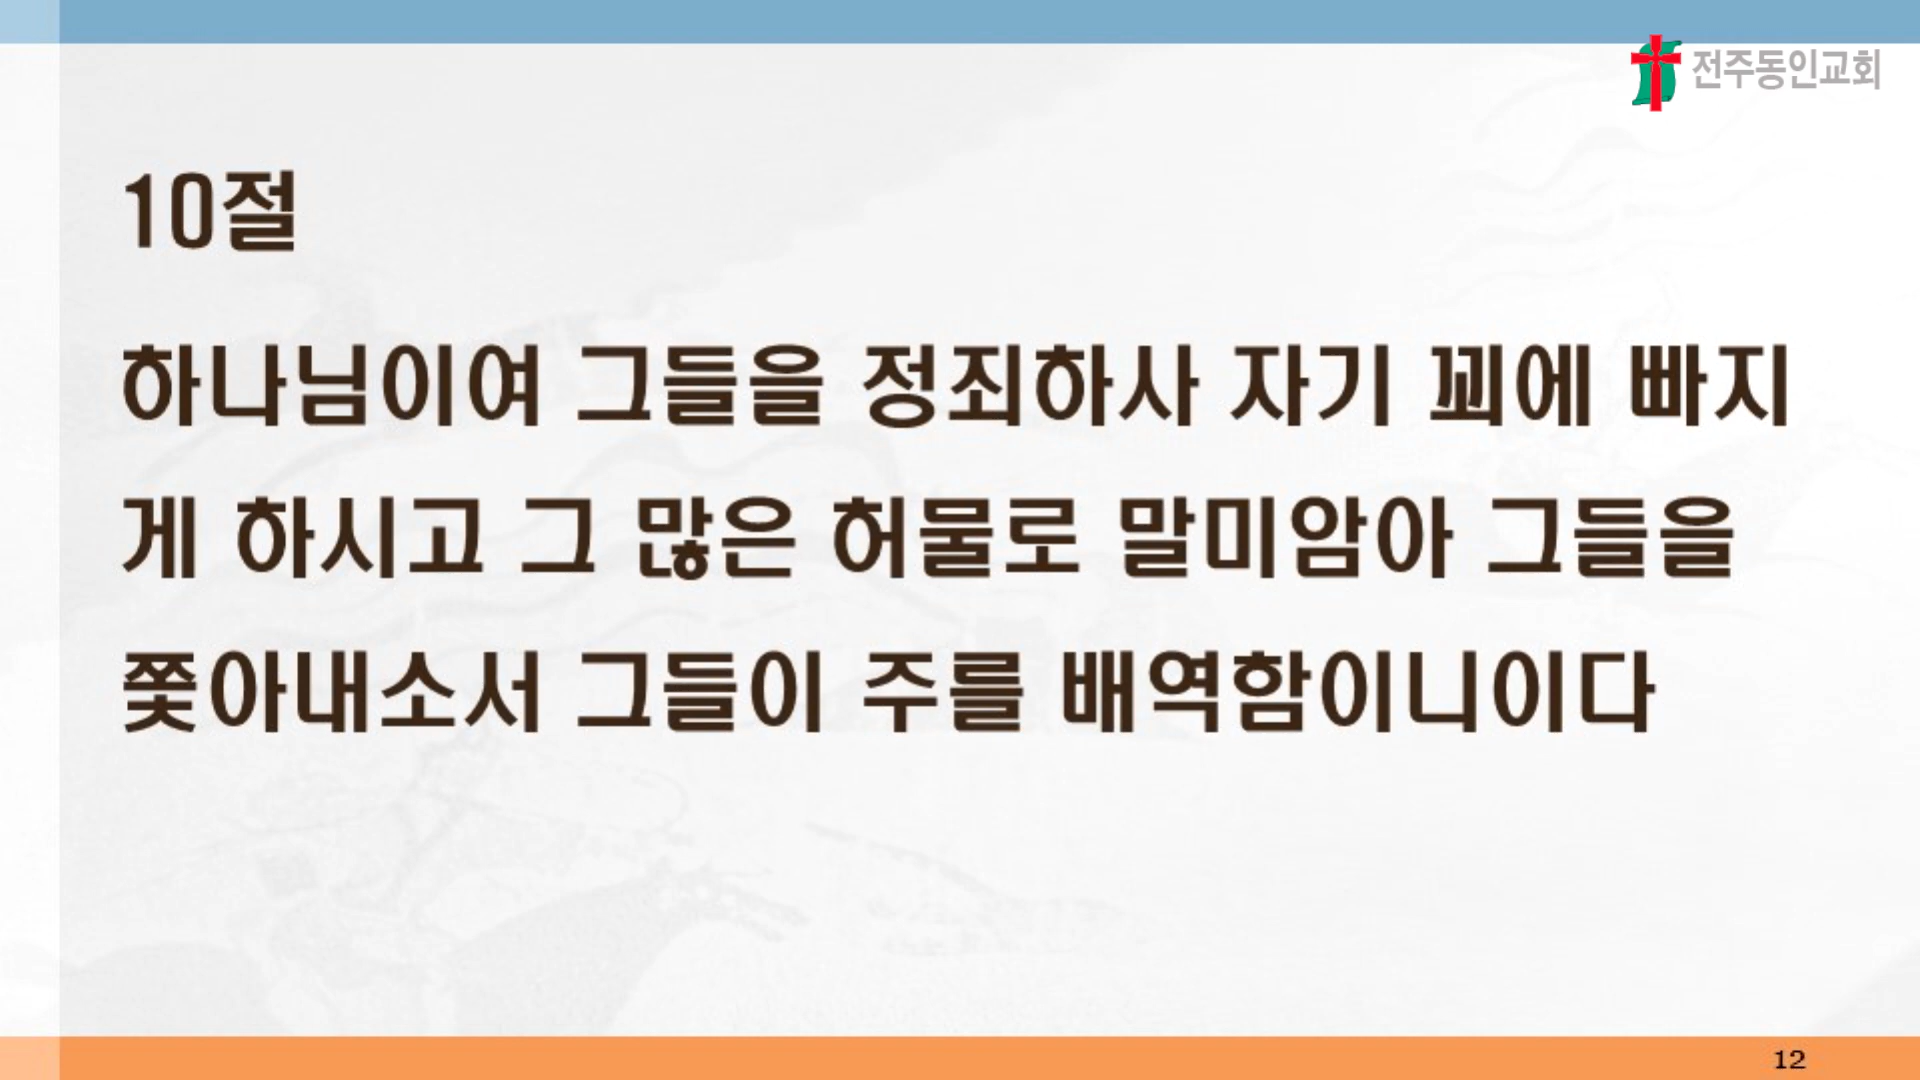 전주동인교회
10절
하나님이여 그들을 정죄하사 자기 꾀에 빠지
게 하시고 그 많은 허물로 말미암아 그들을
쫓아내소서 그들이 주를 배역함이니이다
12